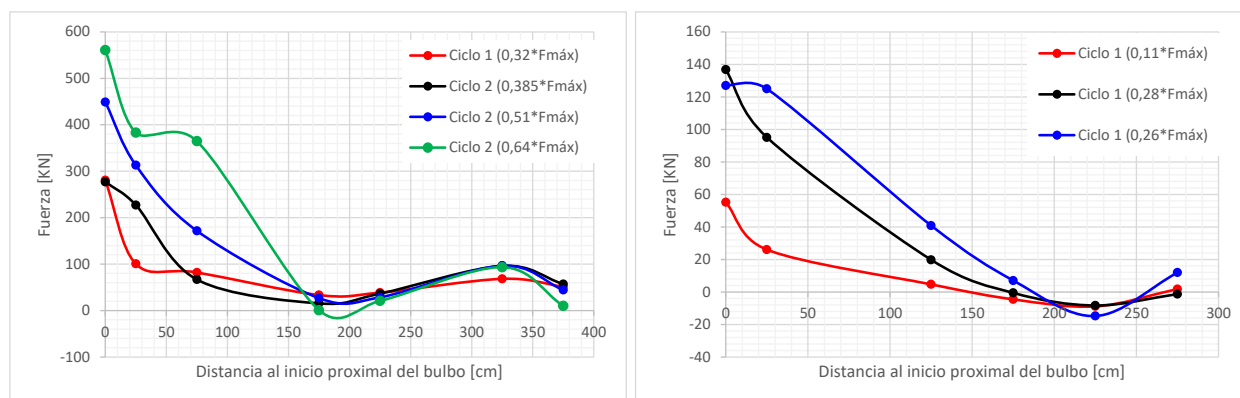 600
500
400
300
200
100
0
-100
0 50 100 150 200 250 300 350 400
Fuerza [KN]
Distancia al inicio proximal del bulbo [cm]
Ciclo 1 (0,32*Fmáx)
Ciclo 2 (0,385*Fmáx)
Ciclo 2 (0,51*Fmáx)
Ciclo 2 (0,64*Fmáx)
160
140
120
100
80
60
40
20
0
-20
-40
0 50 100 150 200 250 300
Fuerza [KN]
Distancia al inicio proximal del bulbo [cm]
Ciclo 1 (0,11*Fmáx)
Ciclo 1 (0,28*Fmáx)
Ciclo 1 (0,26*Fmáx)